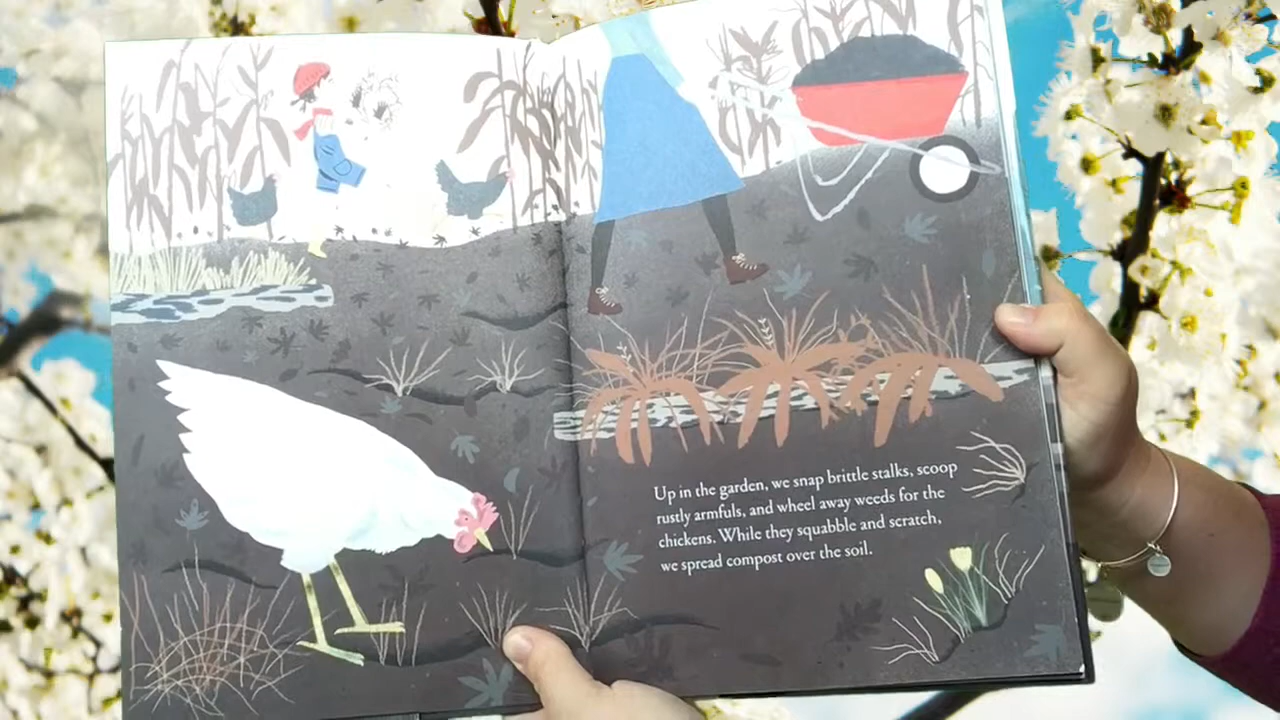 Up in the garden, we snap brittle stalks, scoop
rustly armfuls, and wheel away weeds for the
chickens. While they squabble and scratch,
we spread compost over the soil.